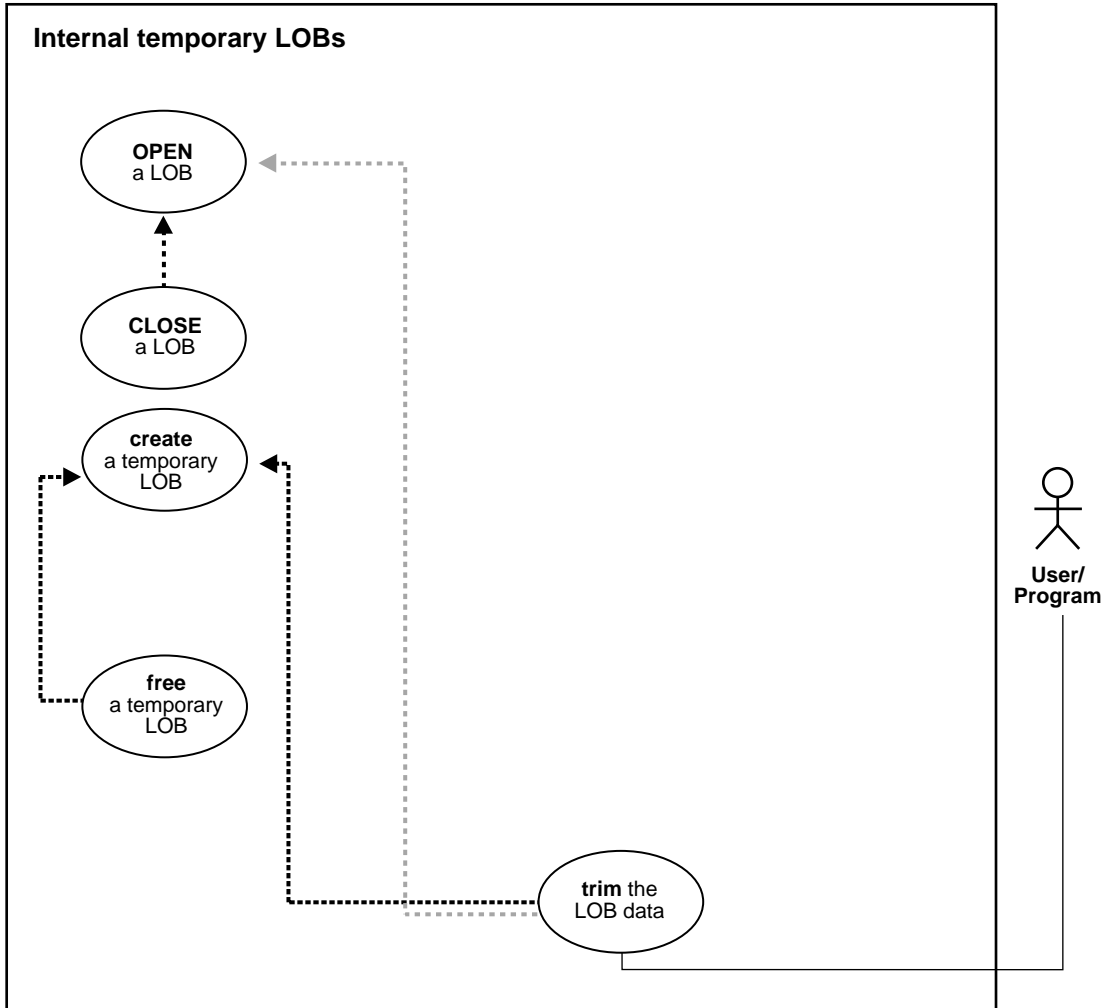 Internal temporary LOBs
OPEN
a LOB
CLOSE
a LOB
create
a temporary
LOB
User/
Program
free
a temporary
LOB
trim the
LOB data